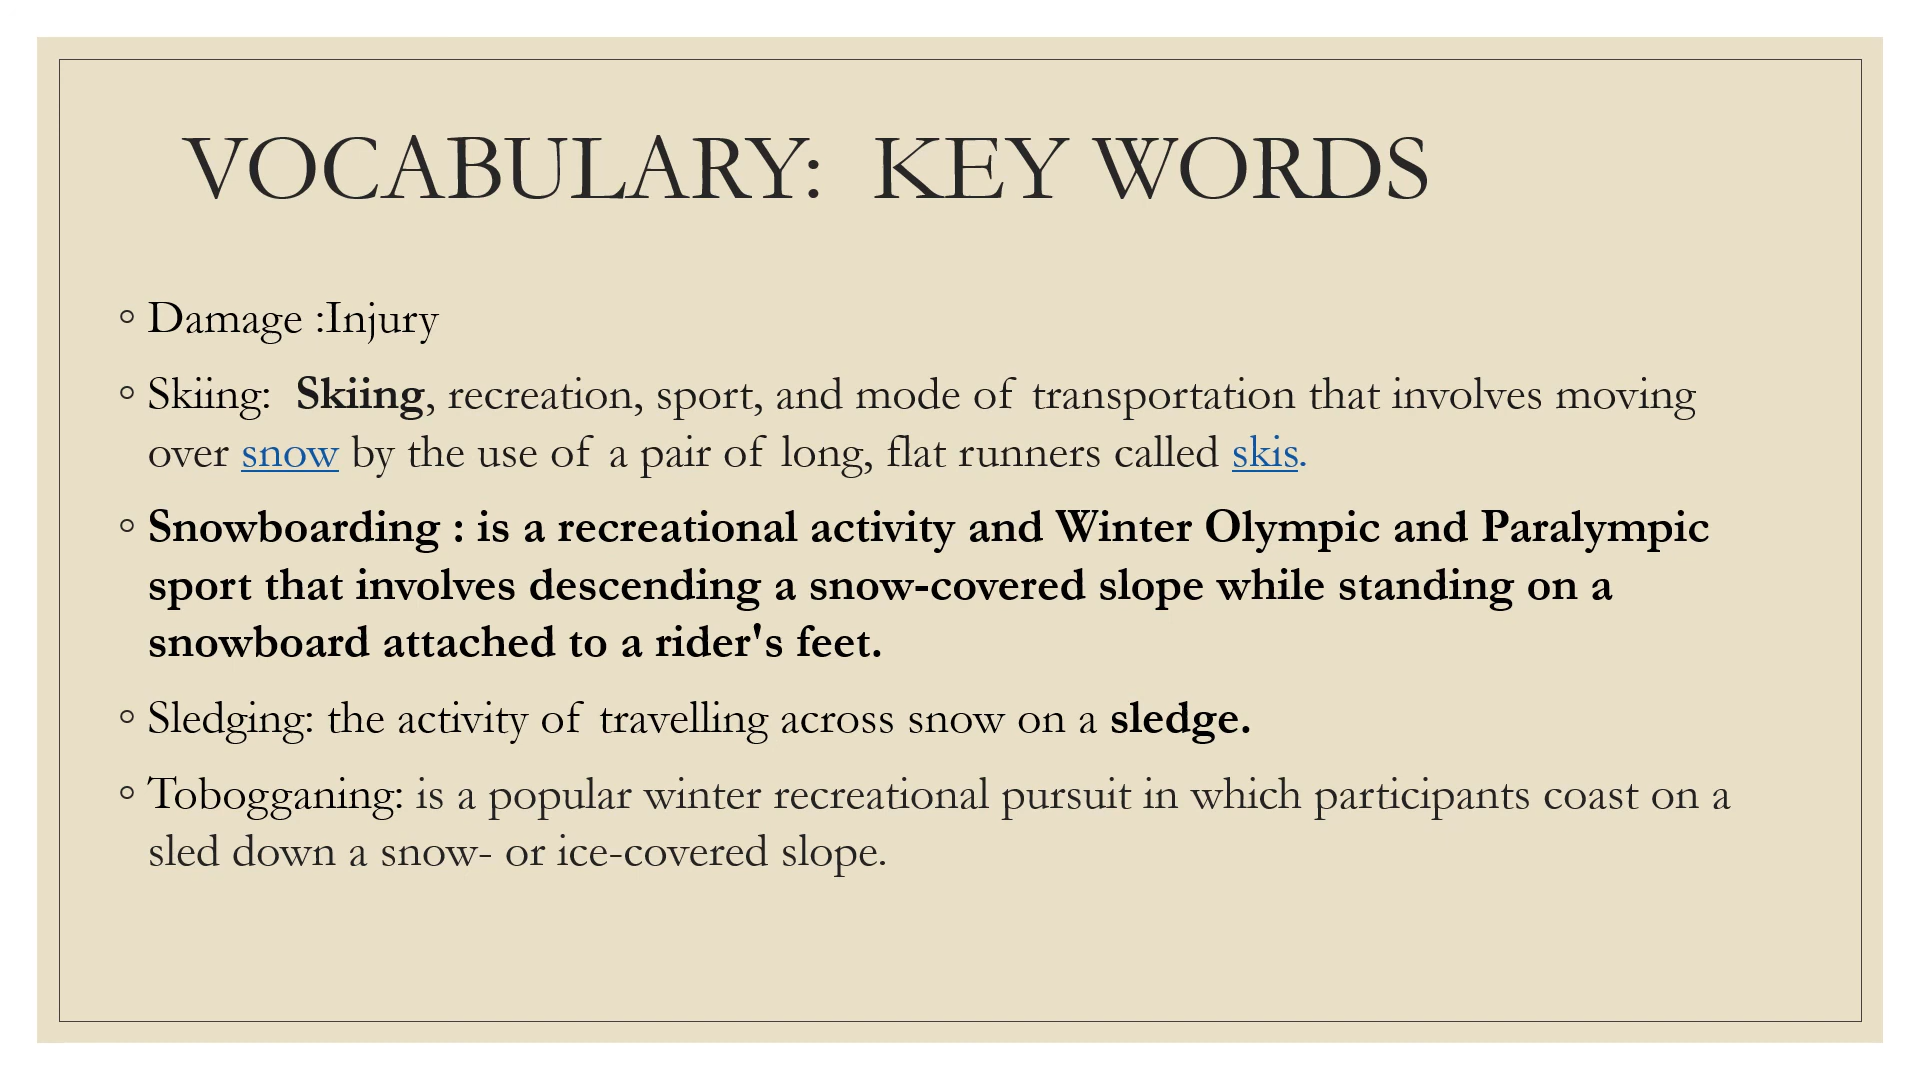 VOCABULARY:  KEY WORDS
◦ Damage :Injury
◦ Skiing:  Skiing, recreation, sport, and mode of transportation that involves moving
over snow by the use of a pair of long, flat runners called skis.
◦ Snowboarding : is a recreational activity and Winter Olympic and Paralympic
sport that involves descending a snow-covered slope while standing on a
snowboard attached to a rider's feet.
◦ Sledging: the activity of travelling across snow on a sledge.
◦ Tobogganing: is a popular winter recreational pursuit in which participants coast on a
sled down a snow- or ice-covered slope.